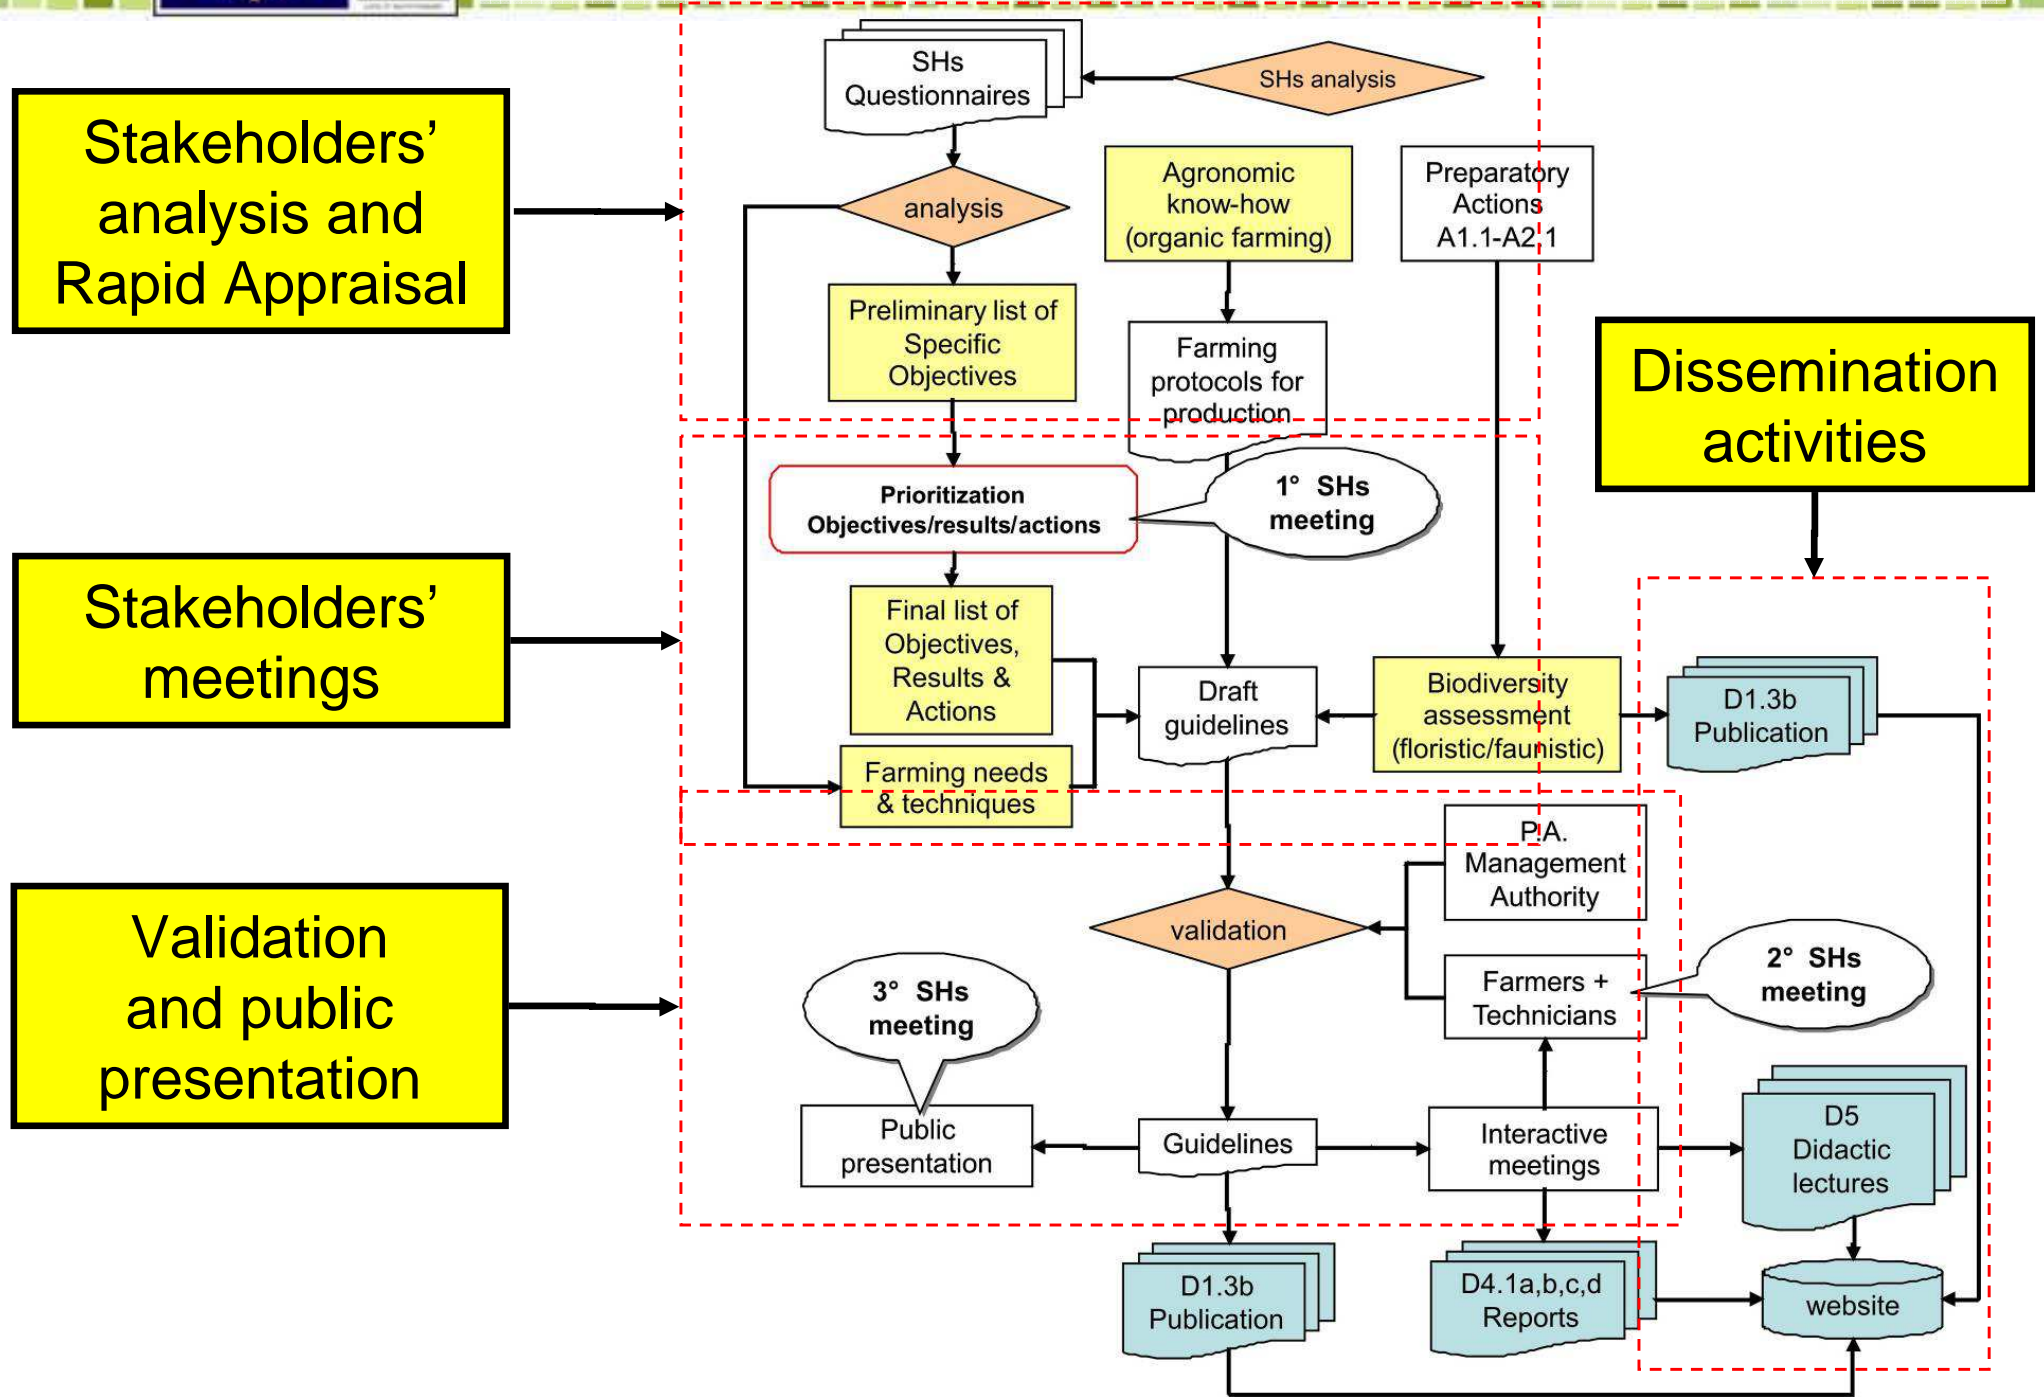 SHs
Questionnaires
SHs analysis
Stakeholders’
analysis and
Rapid Appraisal
analysis
Agronomic
know-how
(organic farming)
Preparatory
Actions
A1.1-A2.1
Preliminary list of
Specific
Objectives
Farming
protocols for
production
Dissemination
activities
Prioritization
Objectives/results/actions
1° SHs
meeting
Stakeholders’
meetings
Final list of
Objectives,
Results &
Actions
Draft
guidelines
Biodiversity
assessment
(floristic/faunistic)
D1.3b
Publication
Farming needs
& techniques
P.A.
Management
Authority
Validation
and public
presentation
validation
3° SHs
meeting
Farmers +
Technicians
2° SHs
meeting
Public
presentation
Guidelines
Interactive
meetings
D5
Didactic
lectures
D1.3b
Publication
D4.1a,b,c,d
Reports
website